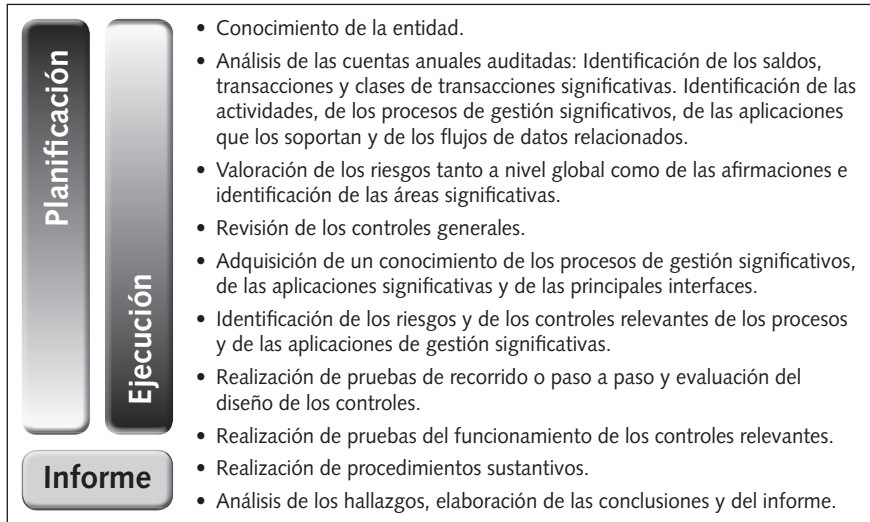 Planificación
Ejecución
Informe
• Conocimiento de la entidad.
• Análisis de las cuentas anuales auditadas: Identificación de los saldos,
transacciones y clases de transacciones significativas. Identificación de las
actividades, de los procesos de gestión significativos, de las aplicaciones
que los soportan y de los flujos de datos relacionados.
• Valoración de los riesgos tanto a nivel global como de las afirmaciones e
identificación de las áreas significativas.
• Revisión de los controles generales.
• Adquisición de un conocimiento de los procesos de gestión significativos,
de las aplicaciones significativas y de las principales interfaces.
• Identificación de los riesgos y de los controles relevantes de los procesos
y de las aplicaciones de gestión significativas.
• Realización de pruebas de recorrido o paso a paso y evaluación del
diseño de los controles.
• Realización de pruebas del funcionamiento de los controles relevantes.
• Realización de procedimientos sustantivos.
• Análisis de los hallazgos, elaboración de las conclusiones y del informe.